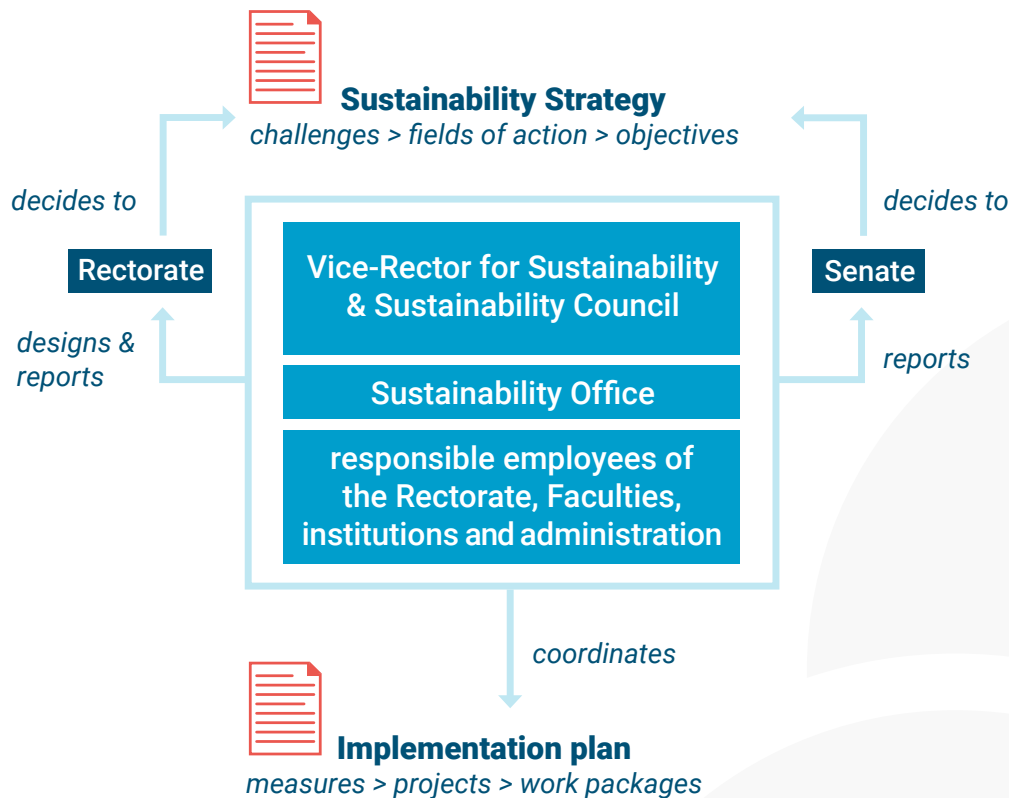 Sustainability Strategy
challenges > fields of action > objectives
decides to
decides to
Rectorate
Vice-Rector for Sustainability
& Sustainability Council
Senate
designs &
reports
reports
Sustainability Office
responsible employees of
the Rectorate, Faculties,
institutions and administration
coordinates
Implementation plan
measures > projects > work packages